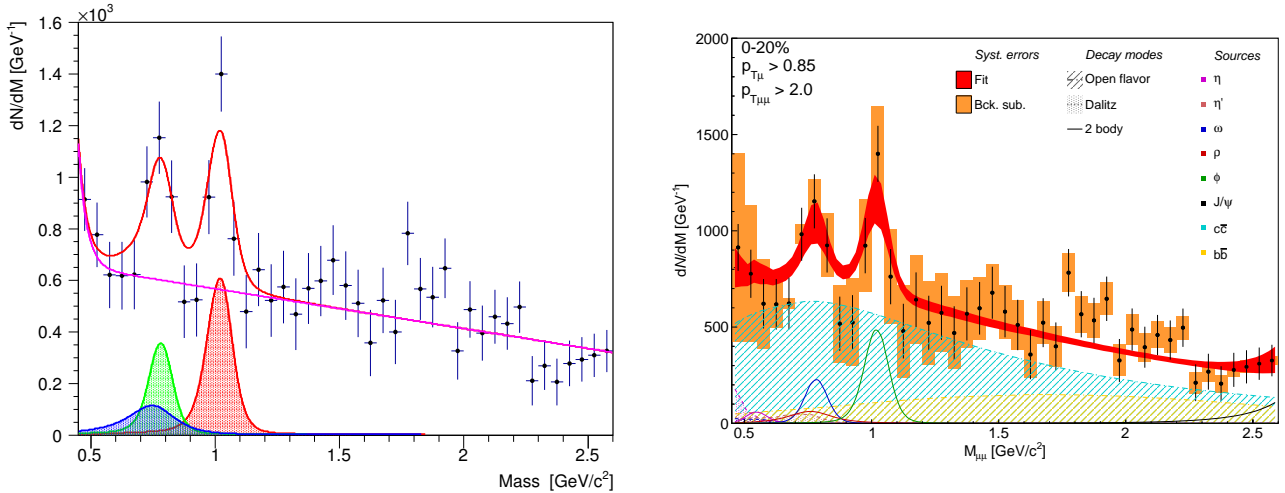 ×10³
dN/dM [GeV⁻¹]
1.6
1.4
1.2
1
0.8
0.6
0.4
0.2
0
0.5 1 1.5 2 2.5
Mass [GeV/c²]
dN/dM [GeV⁻¹]
2000
1500
1000
500
0
0-20%
p_Tμ > 0.85
p_Tμμ > 2.0
Syst. errors
Fit
Bck. sub.
Decay modes
Open flavor
Dalitz
2 body
Sources
η
η'
ω
ρ
ϕ
J/ψ
cc̅
bb̅
0.5 1 1.5 2 2.5
M_μμ [GeV/c²]